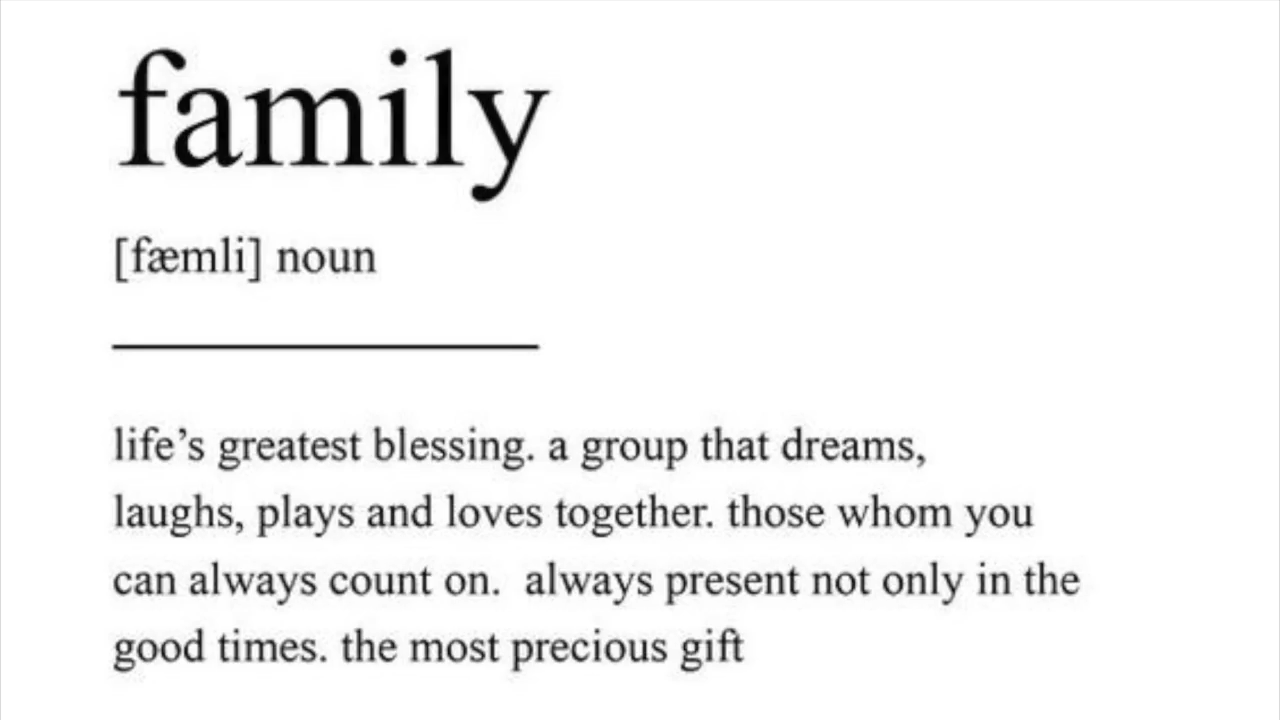 family
[fæmli] noun
life’s greatest blessing. a group that dreams,
laughs, plays and loves together. those whom you
can always count on.  always present not only in the
good times. the most precious gift